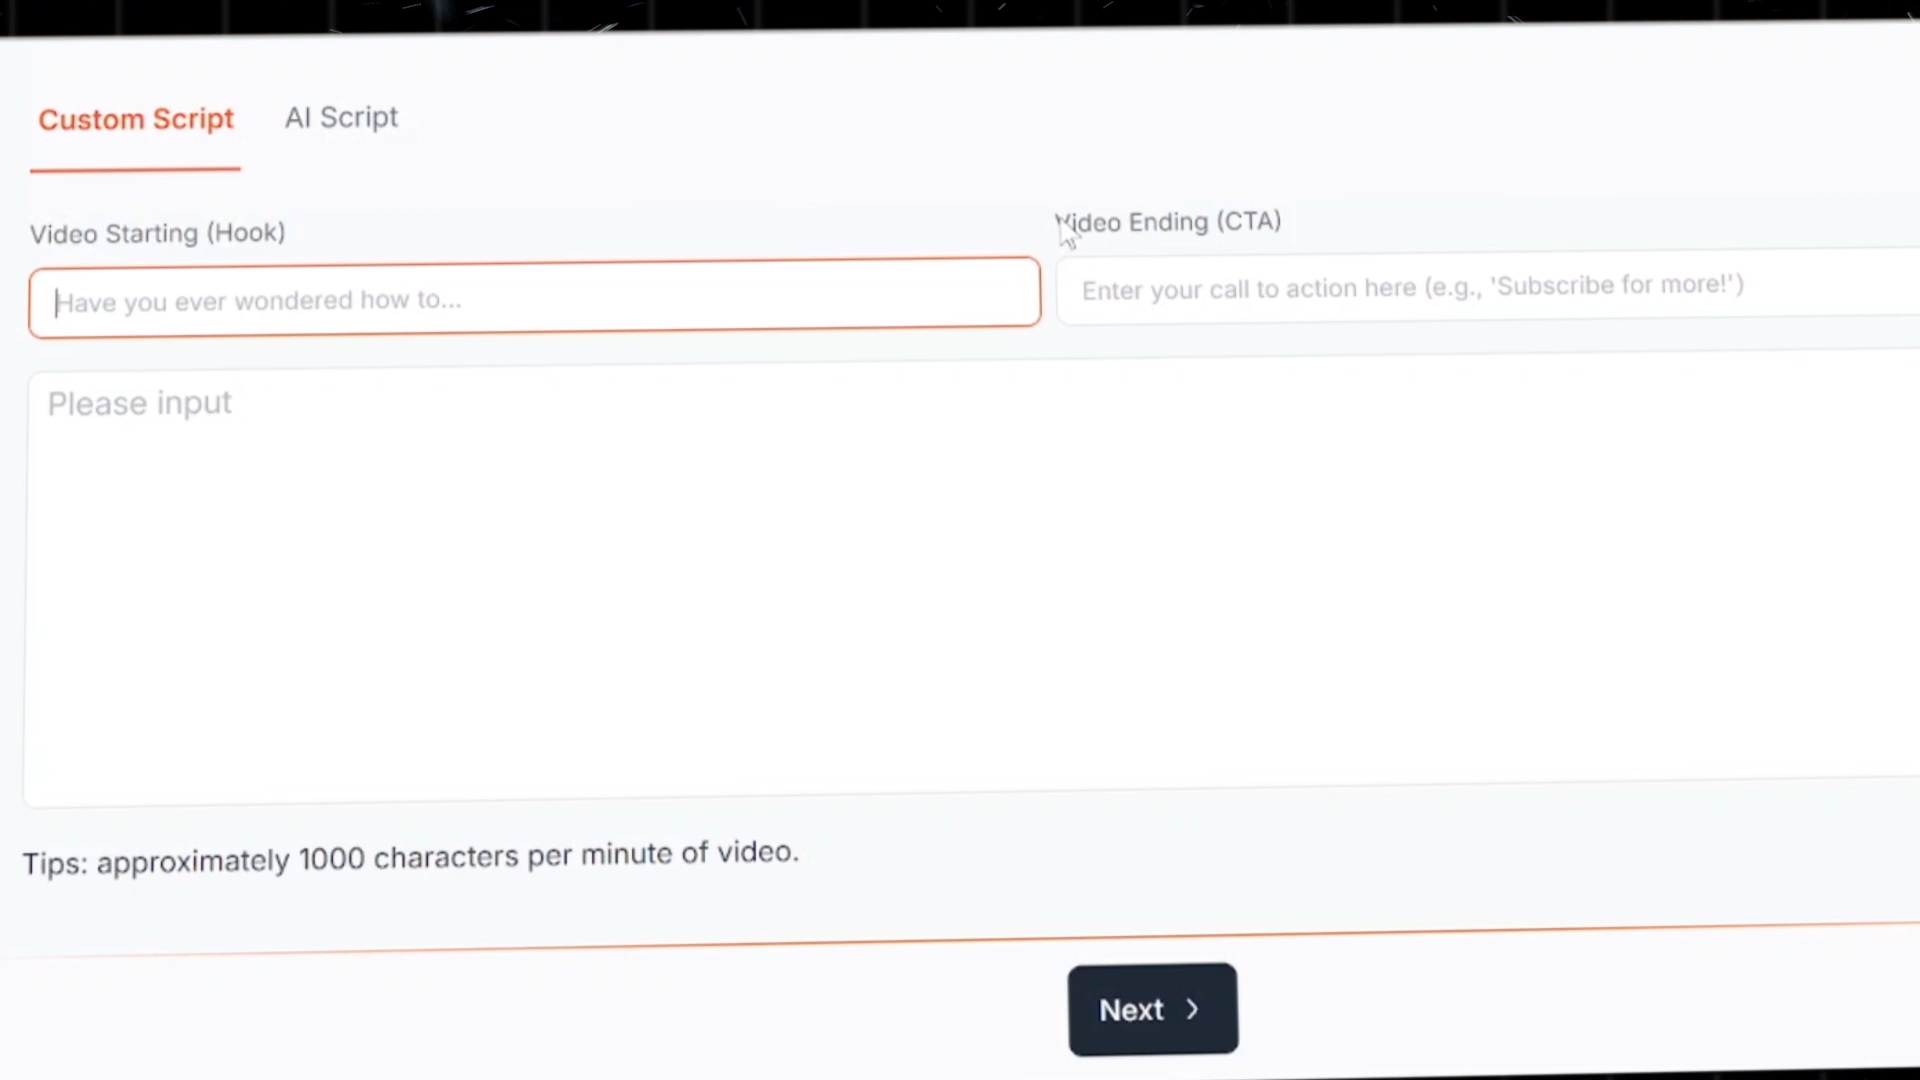 Custom Script
AI Script
Video Starting (Hook)
Video Ending (CTA)
Have you ever wondered how to...
Enter your call to action here (e.g., 'Subscribe for more!')
Please input
Tips: approximately 1000 characters per minute of video.
Next